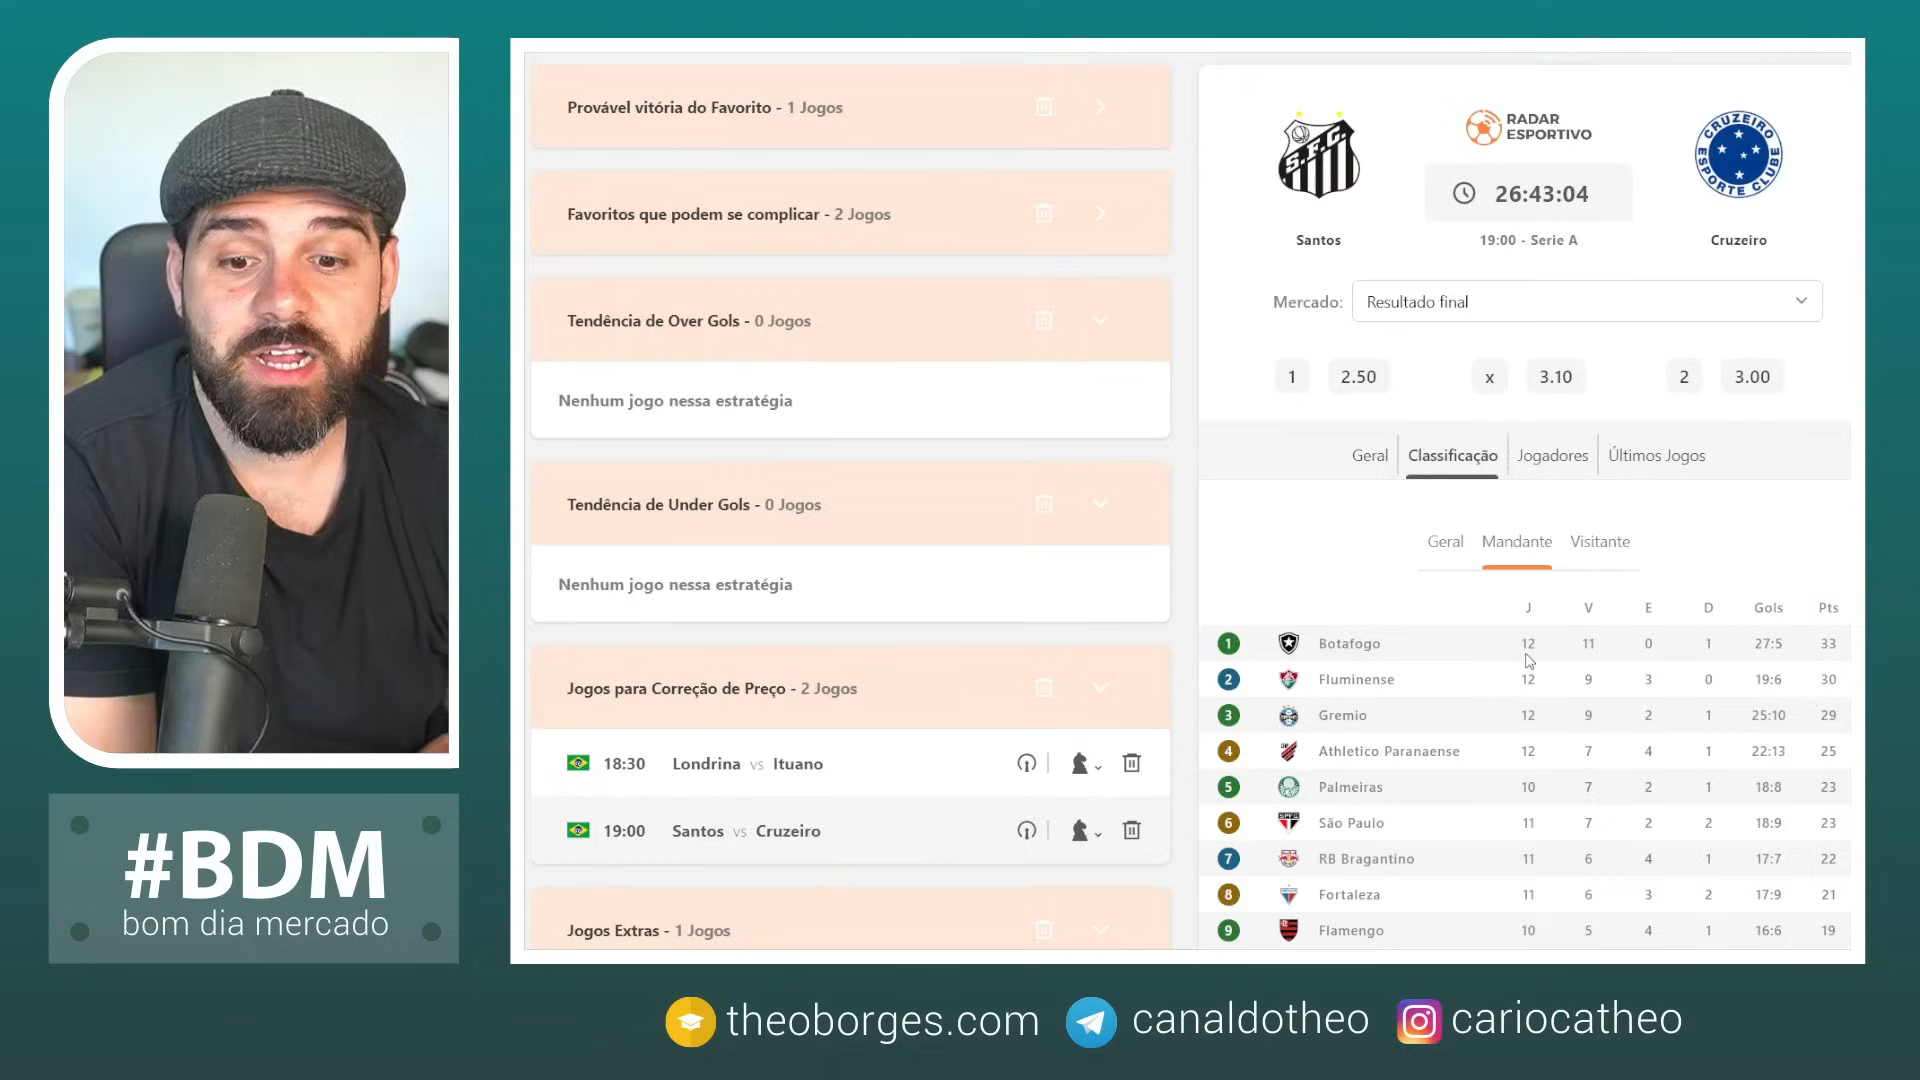 #BDM
bom dia mercado
Provável vitória do Favorito - 1 Jogos
Favoritos que podem se complicar - 2 Jogos
Tendência de Over Gols - 0 Jogos
Nenhum jogo nessa estratégia
Tendência de Under Gols - 0 Jogos
Nenhum jogo nessa estratégia
Jogos para Correção de Preço - 2 Jogos
18:30 Londrina vs Ituano
19:00 Santos vs Cruzeiro
Jogos Extras - 1 Jogos
S.F.C.
RADAR
ESPORTIVO
CRUZEIRO
ESPORTE CLUBE
26:43:04
Santos
19:00 - Serie A
Cruzeiro
Mercado: Resultado final
1 2.50 x 3.10 2 3.00
Geral Classificação Jogadores Últimos Jogos
Geral Mandante Visitante
J V E D Gols Pts
1 Botafogo 12 11 0 1 27:5 33
2 Fluminense 12 9 3 0 19:6 30
3 Gremio 12 9 2 1 25:10 29
4 Athletico Paranaense 12 7 4 1 22:13 25
5 Palmeiras 10 7 2 1 18:8 23
6 São Paulo 11 7 2 2 18:9 23
7 RB Bragantino 11 6 4 1 17:7 22
8 Fortaleza 11 6 3 2 17:9 21
9 Flamengo 10 5 4 1 16:6 19
theoborges.com canaldotheo cariocatheo